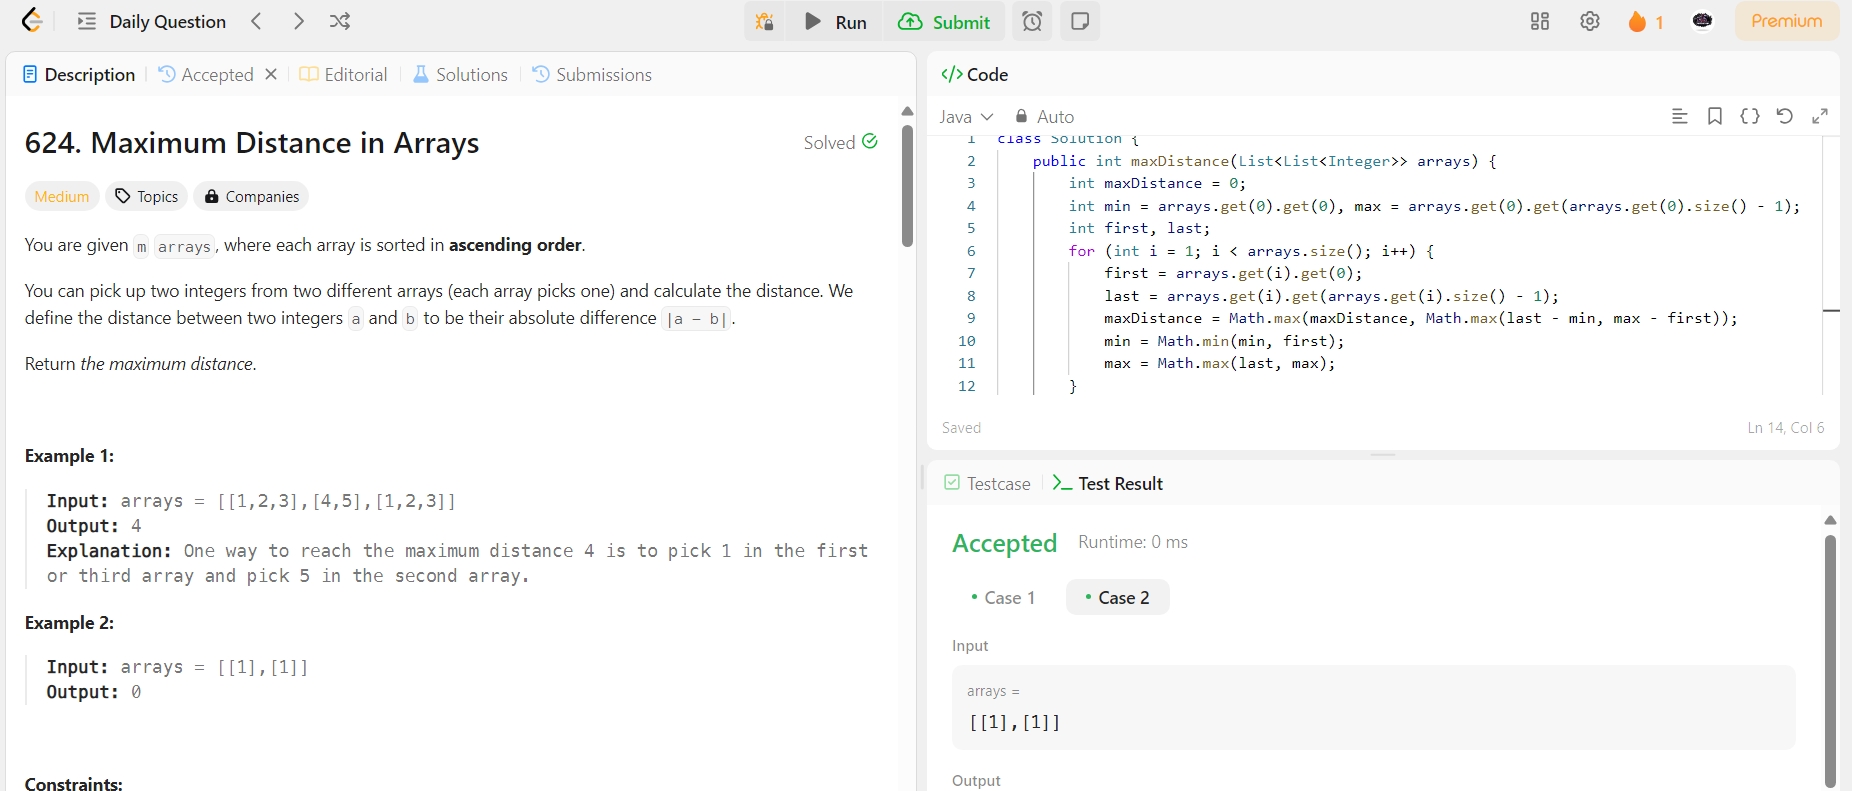 Daily Question
Run
Submit
1
Premium
Description
Accepted
Editorial
Solutions
Submissions
624. Maximum Distance in Arrays
Solved
Medium
Topics
Companies
You are given m arrays, where each array is sorted in ascending order.
You can pick up two integers from two different arrays (each array picks one) and calculate the distance. We
define the distance between two integers a and b to be their absolute difference |a - b|.
Return the maximum distance.
Example 1:
Input: arrays = [[1,2,3],[4,5],[1,2,3]]
Output: 4
Explanation: One way to reach the maximum distance 4 is to pick 1 in the first
or third array and pick 5 in the second array.
Example 2:
Input: arrays = [[1],[1]]
Output: 0
Constraints:
</> Code
Java
Auto
1 class Solution {
2 public int maxDistance(List<List<Integer>> arrays) {
3 int maxDistance = 0;
4 int min = arrays.get(0).get(0), max = arrays.get(0).get(arrays.get(0).size() - 1);
5 int first, last;
6 for (int i = 1; i < arrays.size(); i++) {
7 first = arrays.get(i).get(0);
8 last = arrays.get(i).get(arrays.get(i).size() - 1);
9 maxDistance = Math.max(maxDistance, Math.max(last - min, max - first));
10 min = Math.min(min, first);
11 max = Math.max(last, max);
12 }
Saved
Ln 14, Col 6
Testcase
Test Result
Accepted
Runtime: 0 ms
Case 1
Case 2
Input
arrays =
[[1],[1]]
Output